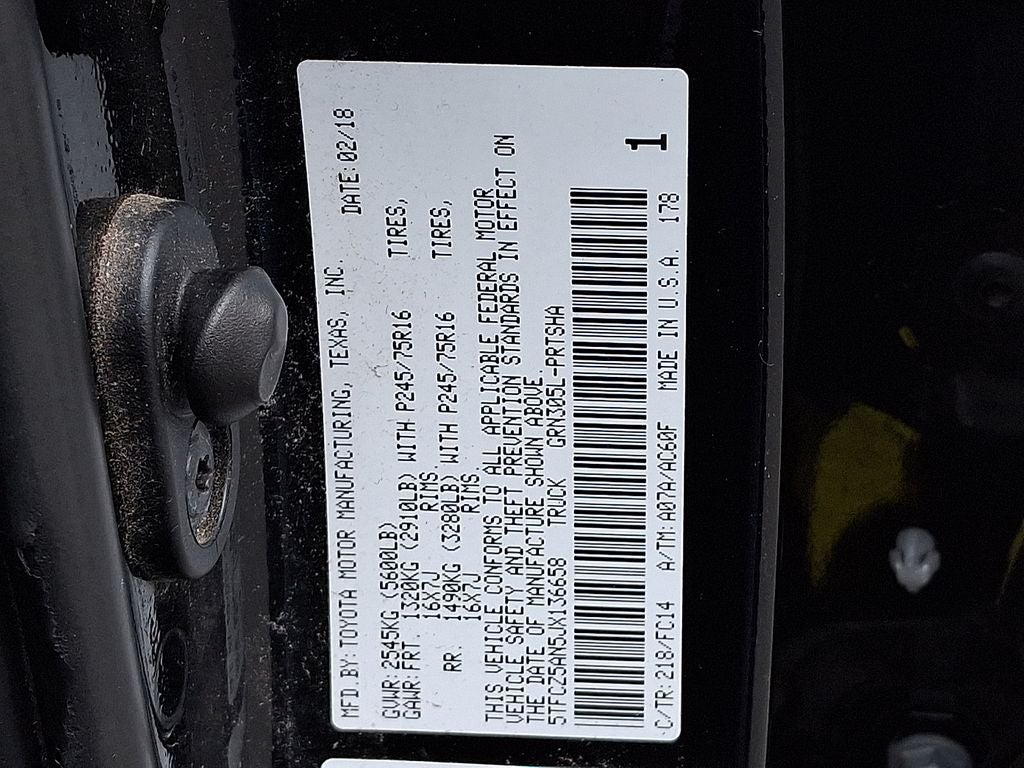 MFD.BY:TOYOTA MOTOR MANUFACTURING, TEXAS, INC. DATE:02/18
GVWR:2545KG (5600LB)
GAWR:FRT. 1320KG (2910LB) WITH P245/75R16 TIRES,
16X7J RIMS.
RR. 1490KG (3280LB) WITH P245/75R16 TIRES,
16X7J RIMS.
THIS VEHICLE CONFORMS TO ALL APPLICABLE FEDERAL MOTOR
VEHICLE SAFETY AND THEFT PREVENTION STANDARDS IN EFFECT ON
THE DATE OF MANUFACTURE SHOWN ABOVE.
5TFCZ5AN5JX136658 TRUCK GRN305L-PRTSHA
1
C/TR:218/FC14 A/TM:A07A/AC60F MADE IN U.S.A. 178